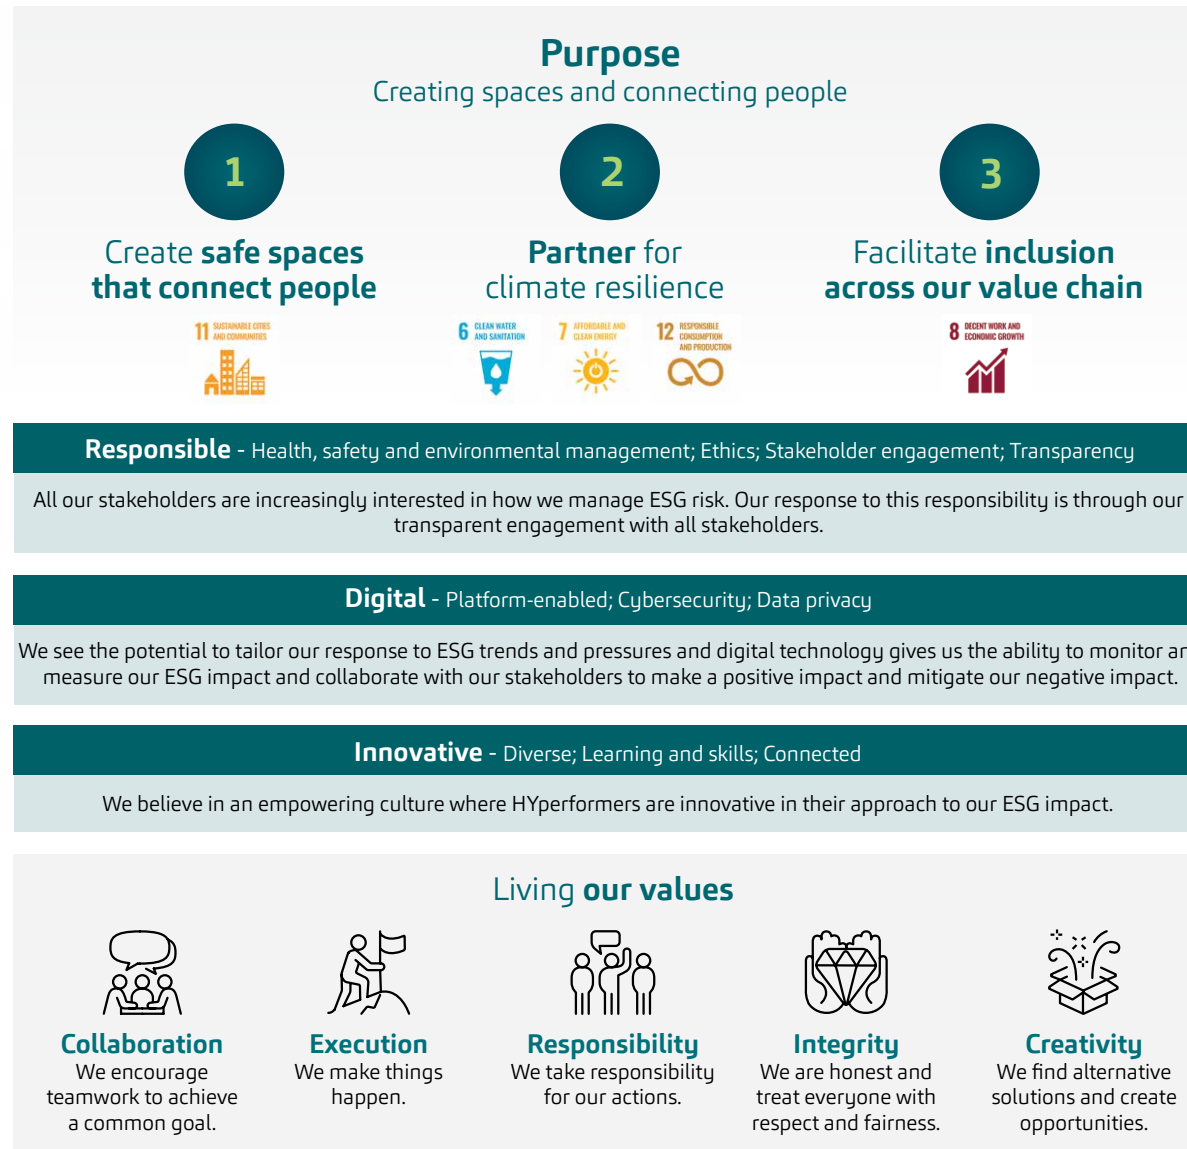 Purpose
Creating spaces and connecting people
1
2
3
Create safe spaces
that connect people
Partner for
climate resilience
Facilitate inclusion
across our value chain
11 SUSTAINABLE CITIES
AND COMMUNITIES
6 CLEAN WATER
AND SANITATION
7 AFFORDABLE AND
CLEAN ENERGY
12 RESPONSIBLE
CONSUMPTION
AND PRODUCTION
8 DECENT WORK AND
ECONOMIC GROWTH
Responsible - Health, safety and environmental management; Ethics; Stakeholder engagement; Transparency
All our stakeholders are increasingly interested in how we manage ESG risk. Our response to this responsibility is through our
transparent engagement with all stakeholders.
Digital - Platform-enabled; Cybersecurity; Data privacy
We see the potential to tailor our response to ESG trends and pressures and digital technology gives us the ability to monitor
measure our ESG impact and collaborate with our stakeholders to make a positive impact and mitigate our negative impact.
Innovative - Diverse; Learning and skills; Connected
We believe in an empowering culture where HYperformers are innovative in their approach to our ESG impact.
Living our values
Collaboration
We encourage
teamwork to achieve
a common goal.
Execution
We make things
happen.
Responsibility
We take responsibility
for our actions.
Integrity
We are honest and
treat everyone with
respect and fairness.
Creativity
We find alternative
solutions and create
opportunities.